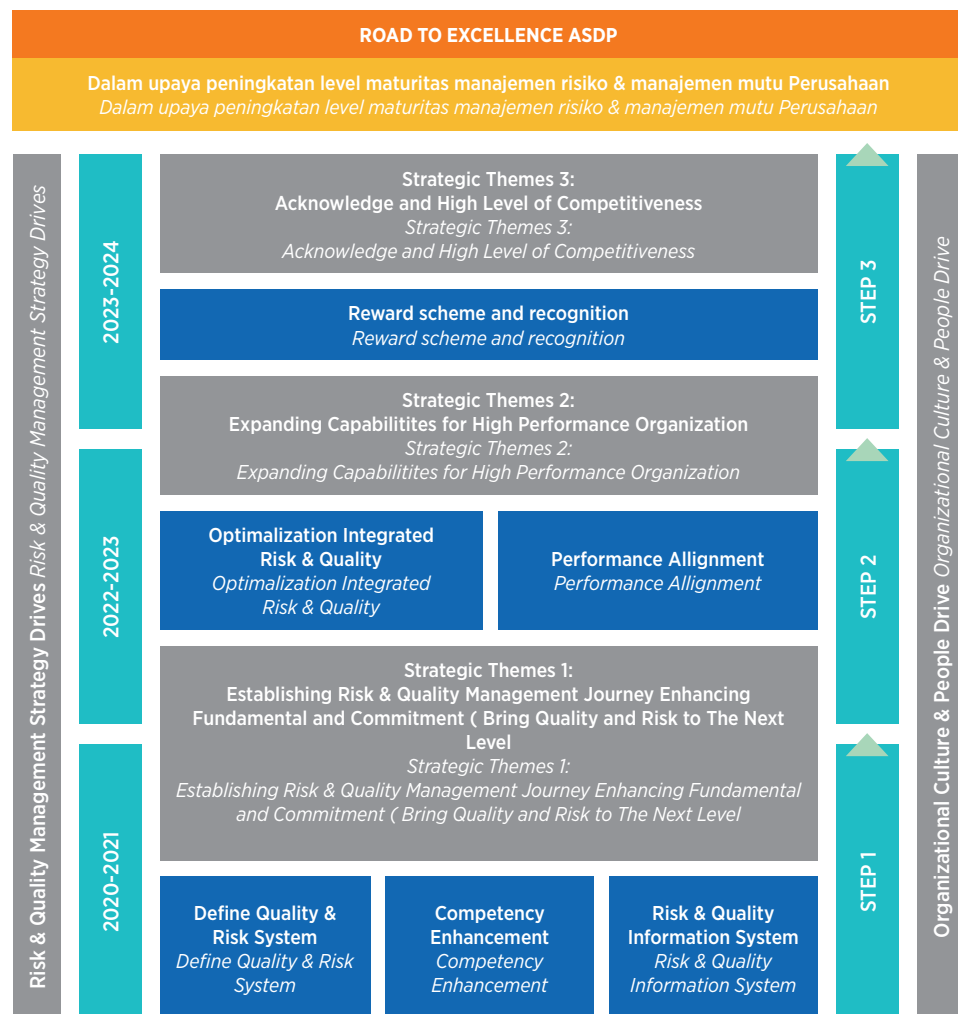 ROAD TO EXCELLENCE ASDP
Dalam upaya peningkatan level maturitas manajemen risiko & manajemen mutu Perusahaan
Dalam upaya peningkatan level maturitas manajemen risiko & manajemen mutu Perusahaan
Risk & Quality Management Strategy Drives Risk & Quality Management Strategy Drives
2023-2024
Strategic Themes 3:
Acknowledge and High Level of Competitiveness
Strategic Themes 3:
Acknowledge and High Level of Competitiveness
Reward scheme and recognition
Reward scheme and recognition
STEP 3
Strategic Themes 2:
Expanding Capabilitites for High Performance Organization
Strategic Themes 2:
Expanding Capabilitites for High Performance Organization
2022-2023
Optimalization Integrated
Risk & Quality
Optimalization Integrated
Risk & Quality
Performance Allignment
Performance Allignment
STEP 2
Strategic Themes 1:
Establishing Risk & Quality Management Journey Enhancing
Fundamental and Commitment ( Bring Quality and Risk to The Next
Level
Strategic Themes 1:
Establishing Risk & Quality Management Journey Enhancing Fundamental
and Commitment ( Bring Quality and Risk to The Next Level
2020-2021
Define Quality &
Risk System
Define Quality & Risk
System
Competency
Enhancement
Competency
Enhancement
Risk & Quality
Information System
Risk & Quality
Information System
STEP 1
Organizational Culture & People Drive Organizational Culture & People Drive